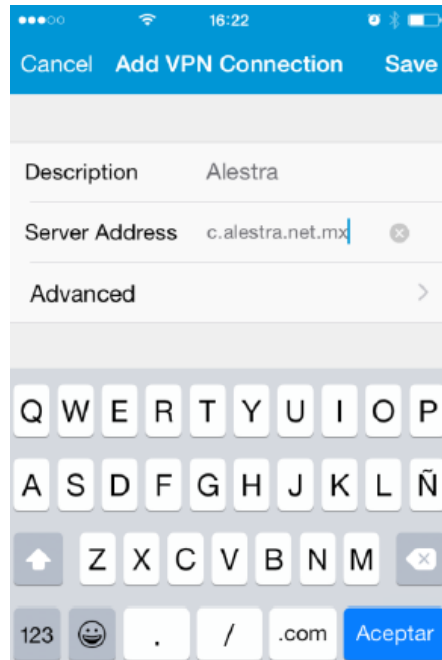 16:22
Cancel Add VPN Connection Save
Description Alestra
Server Address c.alestra.net.mx
Advanced
Q W E R T Y U I O P
A S D F G H J K L Ñ
Z X C V B N M
123 . / .com Aceptar